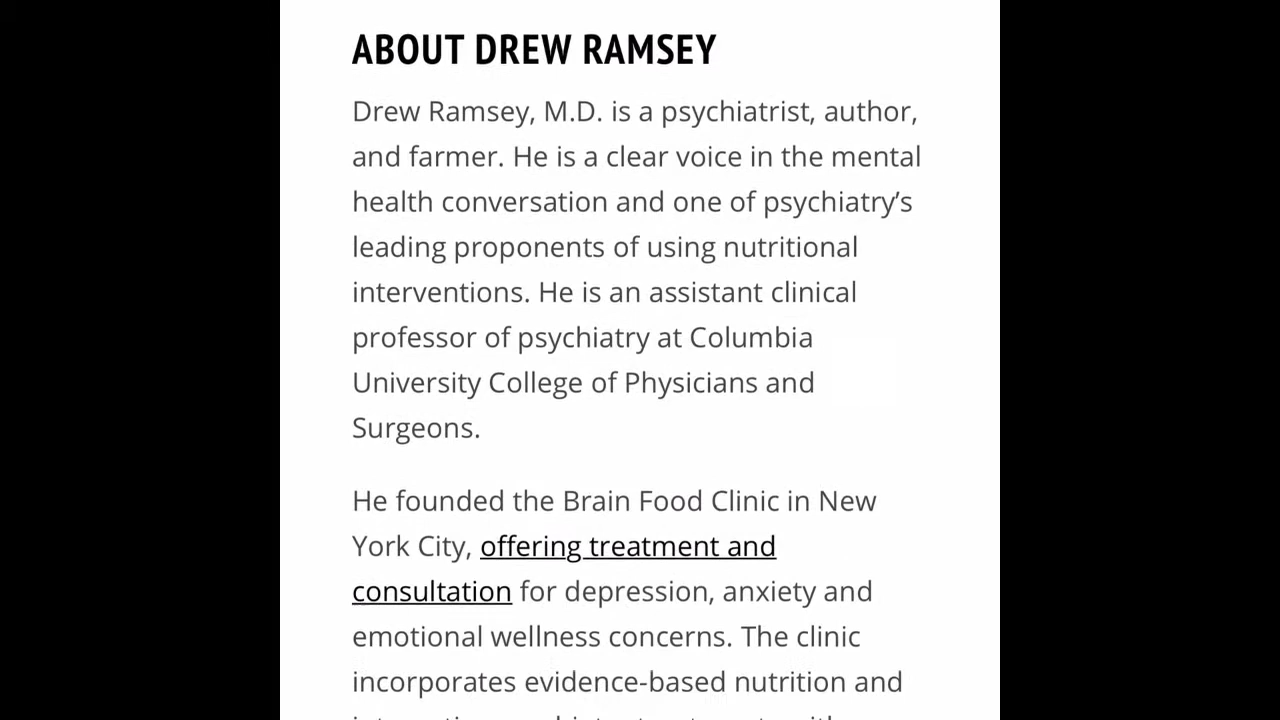 ABOUT DREW RAMSEY
Drew Ramsey, M.D. is a psychiatrist, author,
and farmer. He is a clear voice in the mental
health conversation and one of psychiatry’s
leading proponents of using nutritional
interventions. He is an assistant clinical
professor of psychiatry at Columbia
University College of Physicians and
Surgeons.
He founded the Brain Food Clinic in New
York City, offering treatment and
consultation for depression, anxiety and
emotional wellness concerns. The clinic
incorporates evidence-based nutrition and